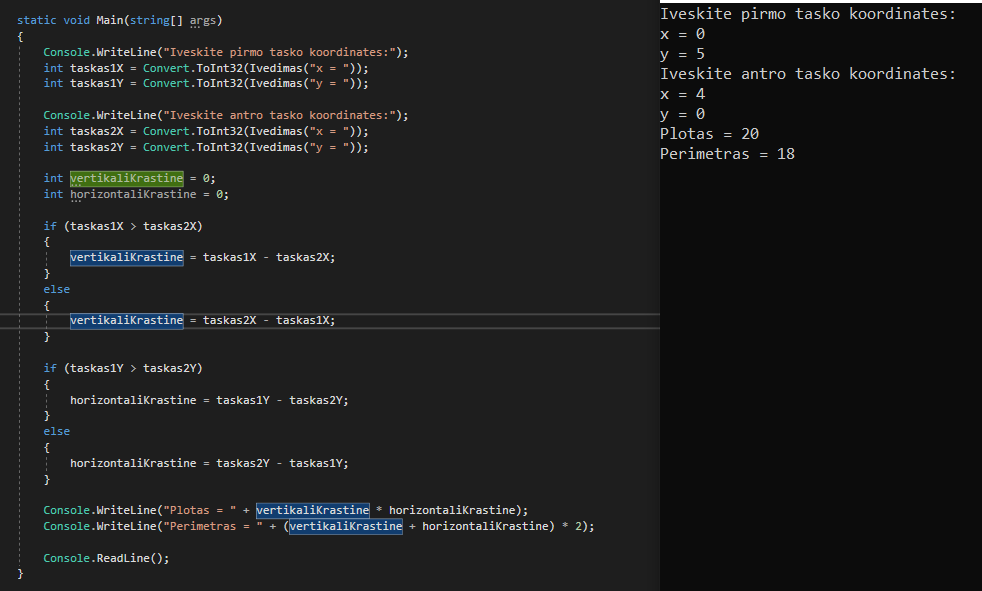 static void Main(string[] args)
{
    Console.WriteLine("Iveskite pirmo tasko koordinates:");
    int taskas1X = Convert.ToInt32(Ivedimas("x = "));
    int taskas1Y = Convert.ToInt32(Ivedimas("y = "));

    Console.WriteLine("Iveskite antro tasko koordinates:");
    int taskas2X = Convert.ToInt32(Ivedimas("x = "));
    int taskas2Y = Convert.ToInt32(Ivedimas("y = "));

    int vertikaliKrastine = 0;
    int horizontaliKrastine = 0;

    if (taskas1X > taskas2X)
    {
        vertikaliKrastine = taskas1X - taskas2X;
    }
    else
    {
        vertikaliKrastine = taskas2X - taskas1X;
    }

    if (taskas1Y > taskas2Y)
    {
        horizontaliKrastine = taskas1Y - taskas2Y;
    }
    else
    {
        horizontaliKrastine = taskas2Y - taskas1Y;
    }

    Console.WriteLine("Plotas = " + vertikaliKrastine * horizontaliKrastine);
    Console.WriteLine("Perimetras = " + (vertikaliKrastine + horizontaliKrastine) * 2);

    Console.ReadLine();
}
Iveskite pirmo tasko koordinates:
x = 0
y = 5
Iveskite antro tasko koordinates:
x = 4
y = 0
Plotas = 20
Perimetras = 18